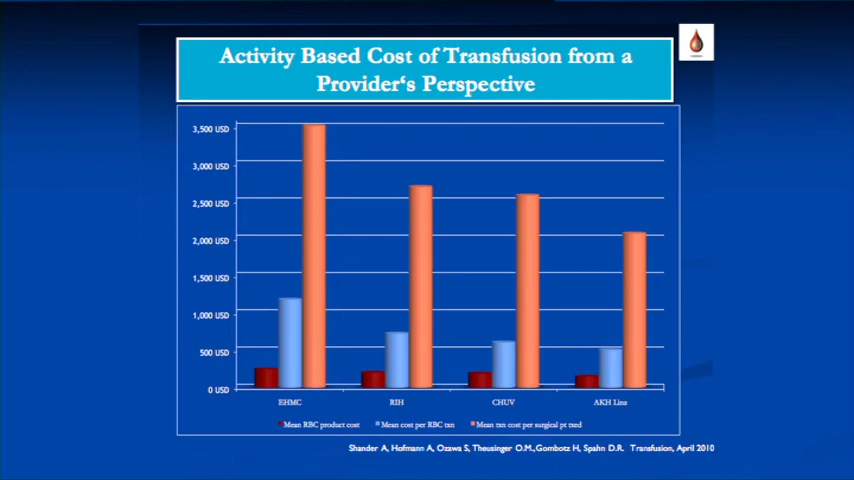 Activity Based Cost of Transfusion from a
Provider‘s Perspective
3,500 USD
3,000 USD
2,500 USD
2,000 USD
1,500 USD
1,000 USD
500 USD
0 USD
EHMC RIH CHUV AKH Linz
Mean RBC product cost Mean cost per RBC txn Mean txn cost per surgical pt txnd
Shander A, Hofmann A, Ozawa S, Theusinger O.M., Gombotz H, Spahn D.R. Transfusion, April 2010